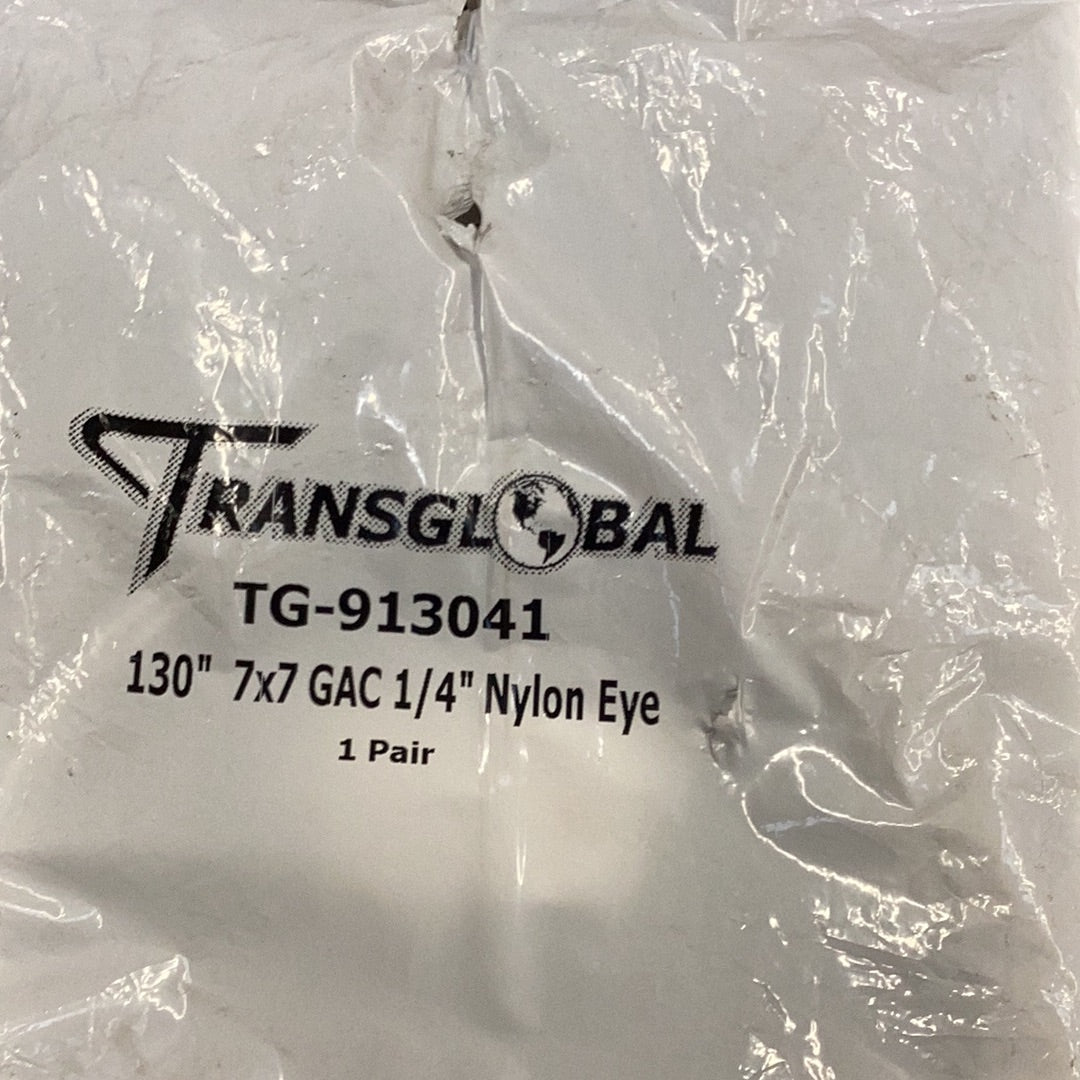 TRANSGLOBAL
TG-913041
130" 7x7 GAC 1/4" Nylon Eye
1 Pair